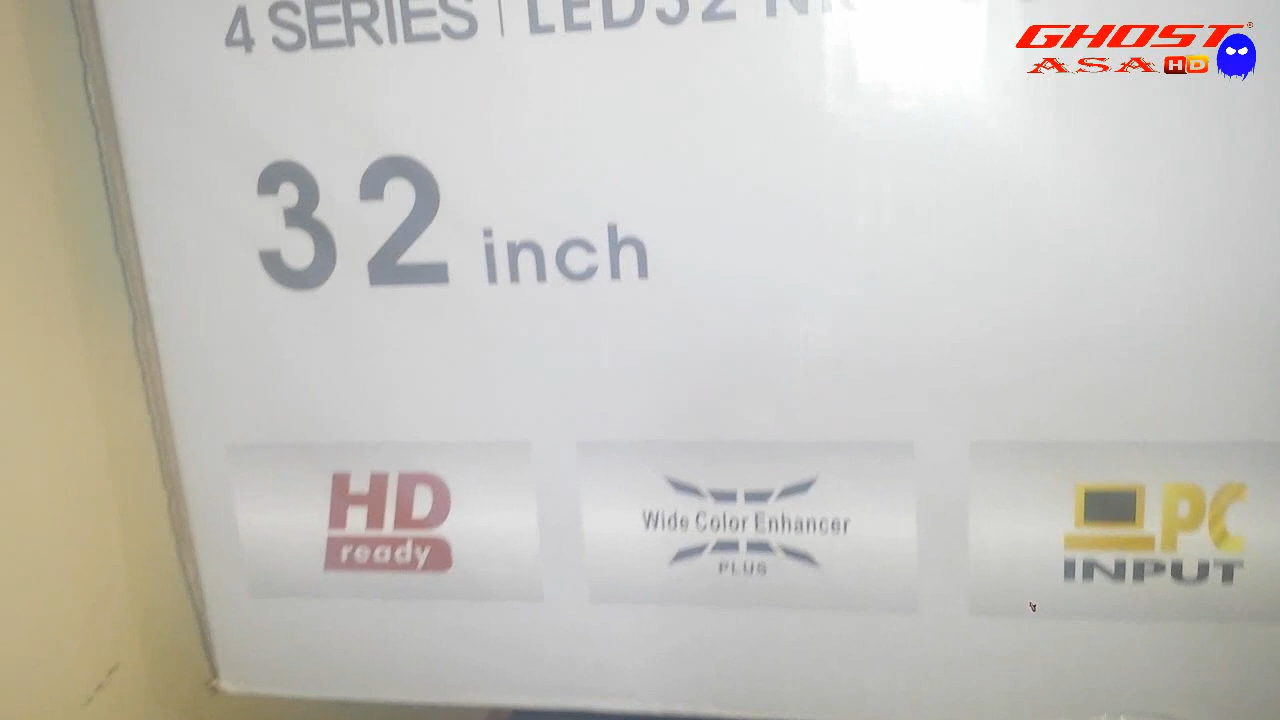 4 SERIES | LED32
GHOST
ASA HD
32 inch
HD
ready
Wide Color Enhancer
PLUS
PC
INPUT